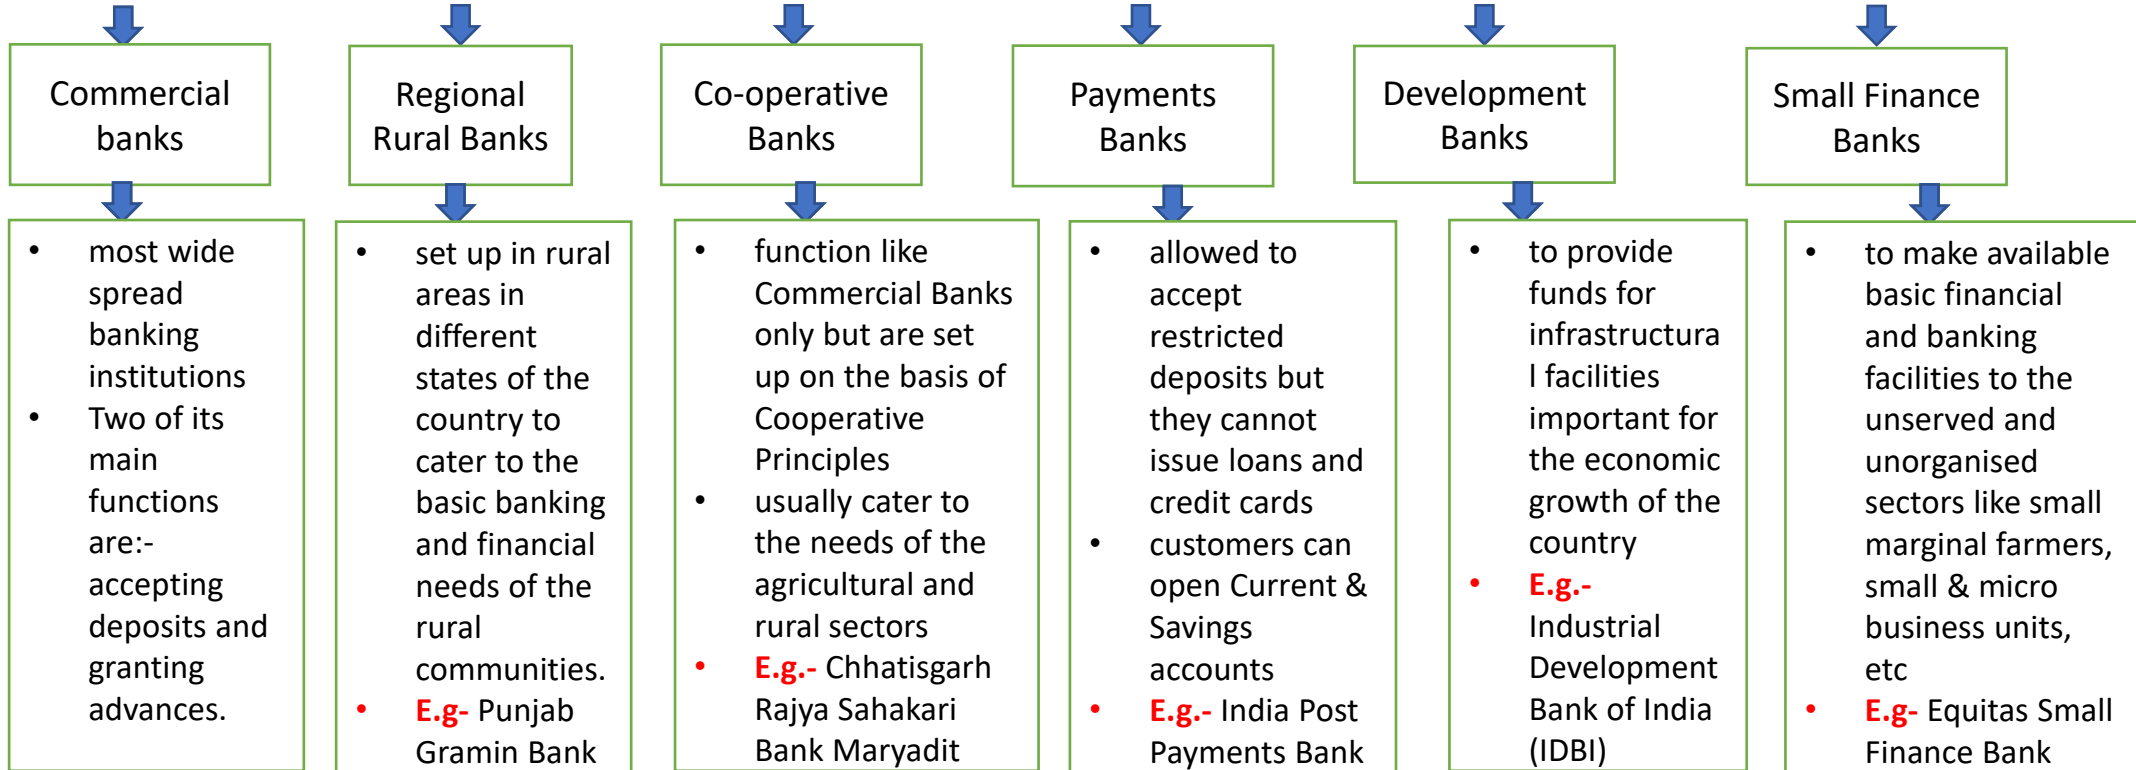 Commercial
banks
Regional
Rural Banks
Co-operative
Banks
Payments
Banks
Development
Banks
Small Finance
Banks
• most wide
spread
banking
institutions
• Two of its
main
functions
are:-
accepting
deposits and
granting
advances.
• set up in rural
areas in
different
states of the
country to
cater to the
basic banking
and financial
needs of the
rural
communities.
• E.g- Punjab
Gramin Bank
• function like
Commercial Banks
only but are set
up on the basis of
Cooperative
Principles
• usually cater to
the needs of the
agricultural and
rural sectors
• E.g.- Chhatisgarh
Rajya Sahakari
Bank Maryadit
• allowed to
accept
restricted
deposits but
they cannot
issue loans and
credit cards
• customers can
open Current &
Savings
accounts
• E.g.- India Post
Payments Bank
• to provide
funds for
infrastructura
l facilities
important for
the economic
growth of the
country
• E.g.-
Industrial
Development
Bank of India
(IDBI)
• to make available
basic financial
and banking
facilities to the
unserved and
unorganised
sectors like small
marginal farmers,
small & micro
business units,
etc
• E.g- Equitas Small
Finance Bank